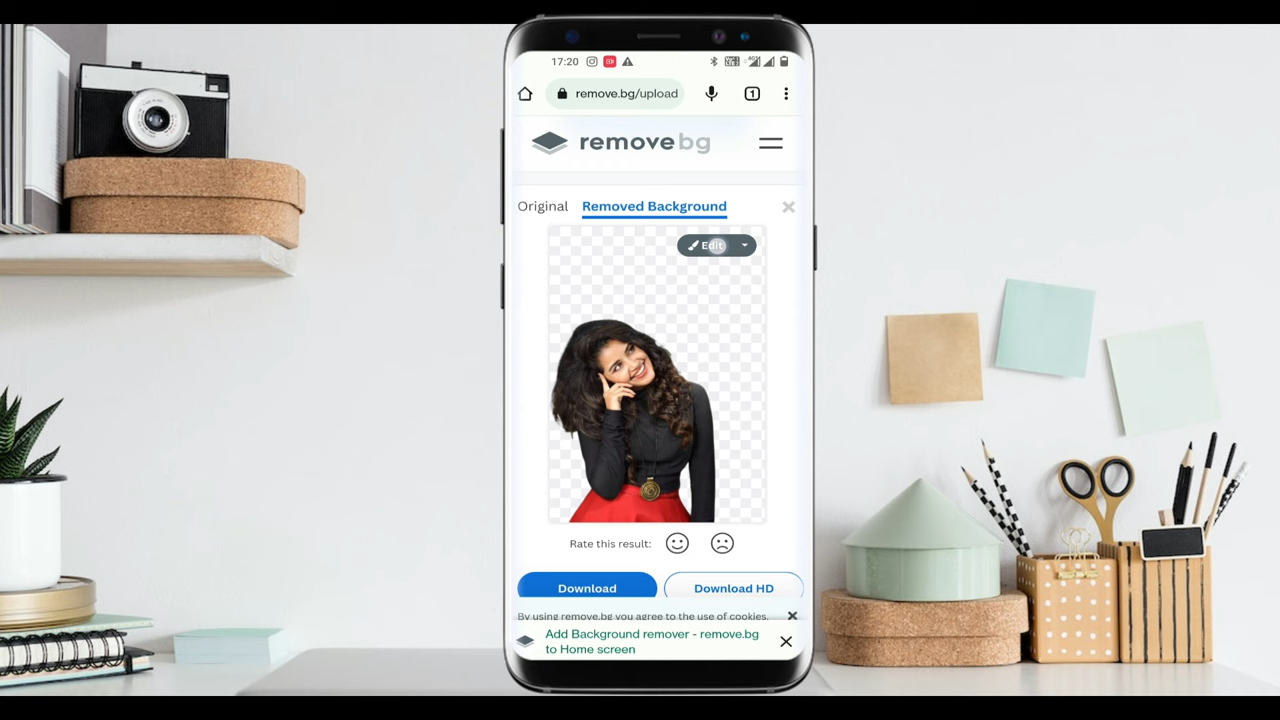 17:20
remove.bg/upload
1
remove bg
Original Removed Background
Edit
Rate this result:
Download Download HD
By using remove.bg you agree to the use of cookies.
Add Background remover - remove.bg
to Home screen